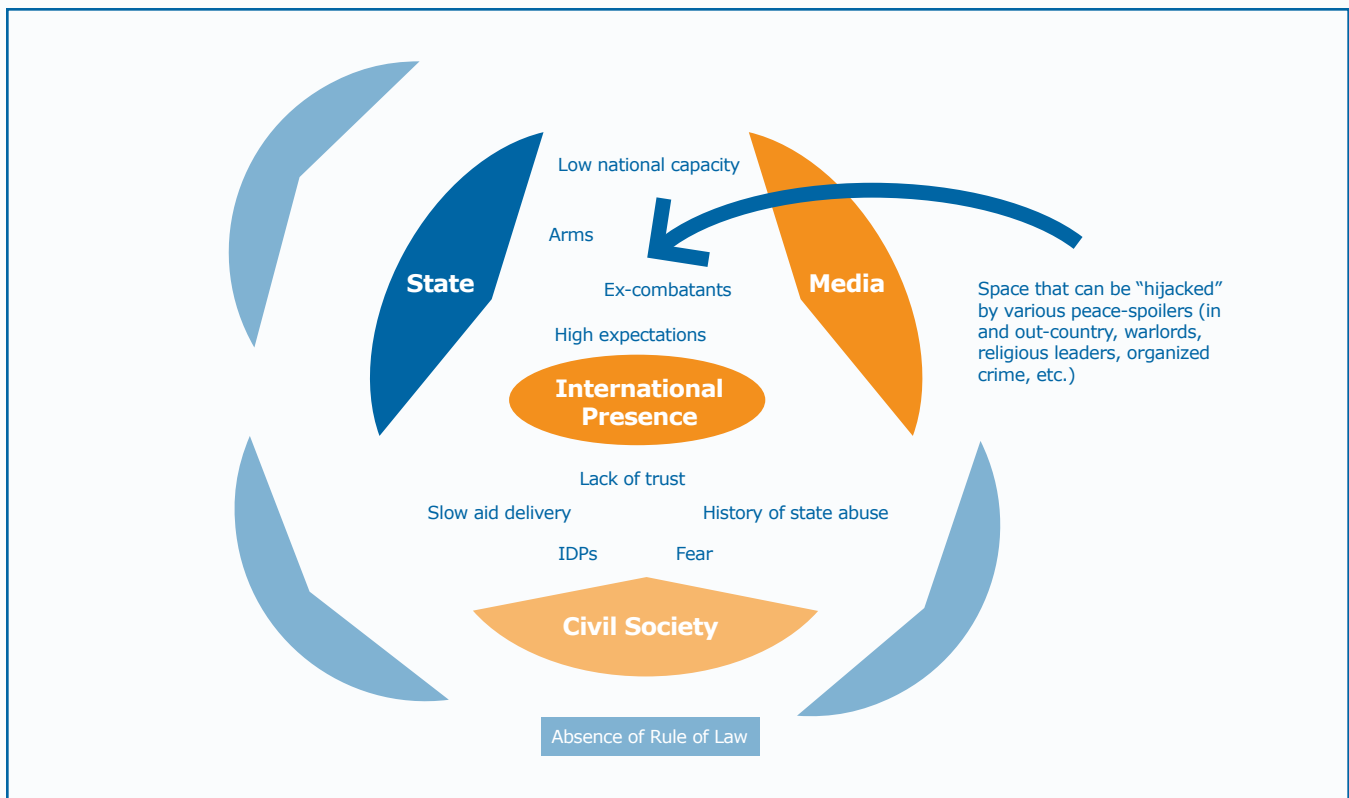 Low national capacity
Arms
State
Media
Ex-combatants
Space that can be “hijacked”
by various peace-spoilers (in
and out-country, warlords,
religious leaders, organized
crime, etc.)
High expectations
International
Presence
Lack of trust
Slow aid delivery
History of state abuse
IDPs
Fear
Civil Society
Absence of Rule of Law